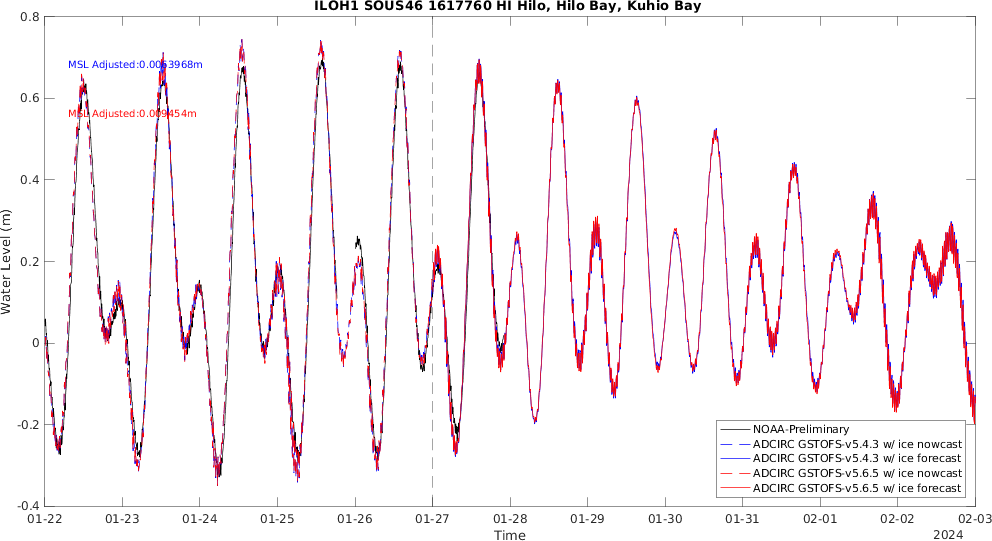 ILOH1 SOUS46 1617760 HI Hilo, Hilo Bay, Kuhio Bay
Water Level (m)
0.8
0.6
0.4
0.2
0
-0.2
-0.4
MSL Adjusted:0.0063968m
MSL Adjusted:0.009454m
NOAA-Preliminary
ADCIRC GSTOFS-v5.4.3 w/ ice nowcast
ADCIRC GSTOFS-v5.4.3 w/ ice forecast
ADCIRC GSTOFS-v5.6.5 w/ ice nowcast
ADCIRC GSTOFS-v5.6.5 w/ ice forecast
01-22 01-23 01-24 01-25 01-26 01-27 01-28 01-29 01-30 01-31 02-01 02-02 02-03
Time
2024